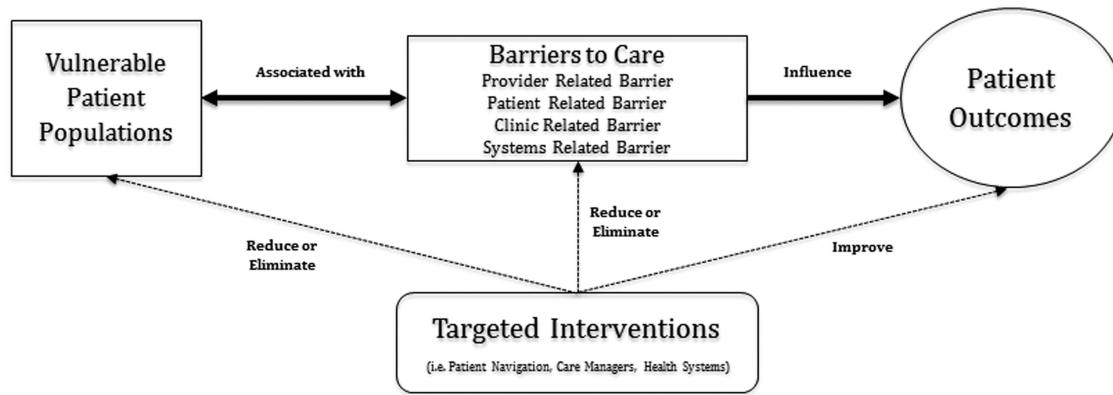 Vulnerable
Patient
Populations
Associated with
Barriers to Care
Provider Related Barrier
Patient Related Barrier
Clinic Related Barrier
Systems Related Barrier
Influence
Patient
Outcomes
Reduce or
Eliminate
Reduce or
Eliminate
Improve
Targeted Interventions
(i.e. Patient Navigation, Care Managers, Health Systems)